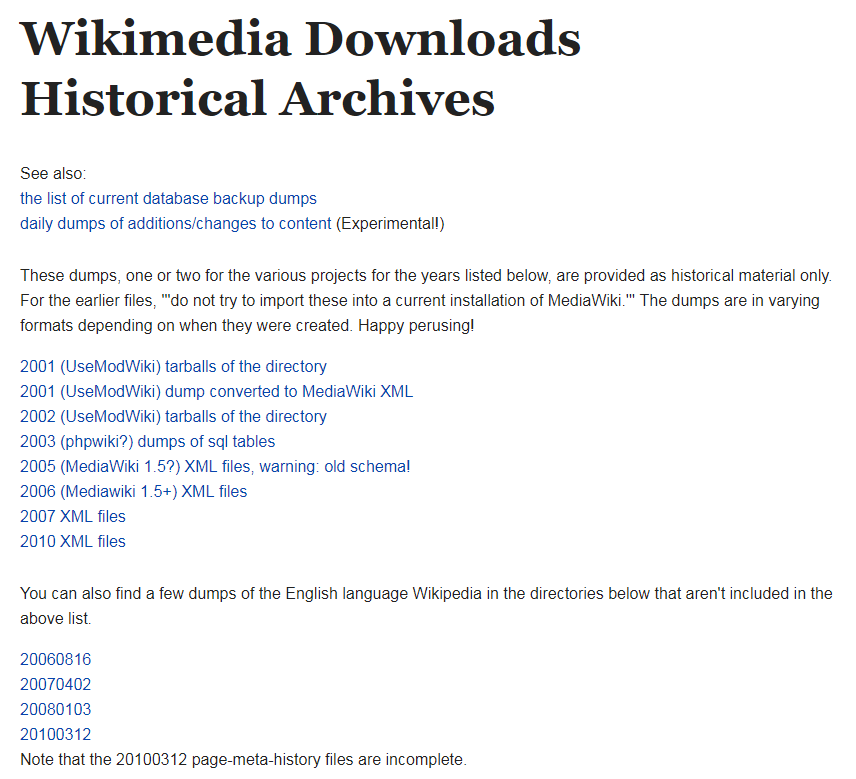 Wikimedia Downloads
Historical Archives
See also:
the list of current database backup dumps
daily dumps of additions/changes to content (Experimental!)
These dumps, one or two for the various projects for the years listed below, are provided as historical material only.
For the earlier files, "'do not try to import these into a current installation of MediaWiki.'" The dumps are in varying
formats depending on when they were created. Happy perusing!
2001 (UseModWiki) tarballs of the directory
2001 (UseModWiki) dump converted to MediaWiki XML
2002 (UseModWiki) tarballs of the directory
2003 (phpwiki?) dumps of sql tables
2005 (MediaWiki 1.5?) XML files, warning: old schema!
2006 (Mediawiki 1.5+) XML files
2007 XML files
2010 XML files
You can also find a few dumps of the English language Wikipedia in the directories below that aren't included in the
above list.
20060816
20070402
20080103
20100312
Note that the 20100312 page-meta-history files are incomplete.